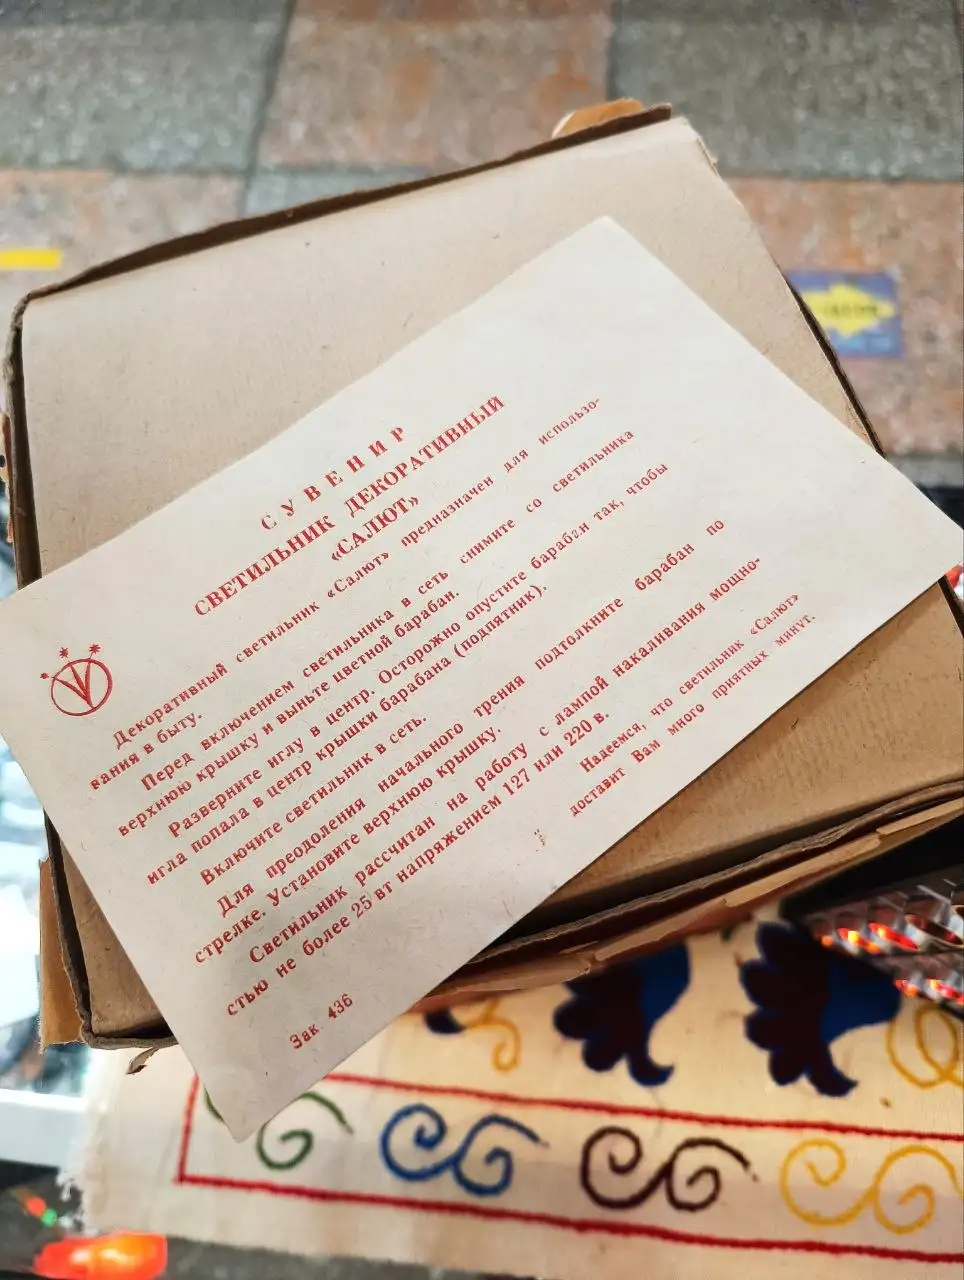 СУВЕНИР
СВЕТИЛЬНИК ДЕКОРАТИВНЫЙ
«САЛЮТ»
Декоративный светильник «Салют» предназначен для использо-
вания в быту.
Перед включением светильника в сеть снимите со светильника
верхнюю крышку и выньте цветной барабан.
Разверните иглу в центр. Осторожно опустите барабан так, чтобы
игла попала в центр крышки барабана (подпятник).
Включите светильник в сеть.
Для преодоления начального трения подтолкните барабан по
стрелке. Установите верхнюю крышку.
Светильник рассчитан на работу с лампой накаливания мощно-
стью не более 25 вт напряжением 127 или 220 в.
Надеемся, что светильник «Салют»
доставит Вам много приятных минут.
Зак 436